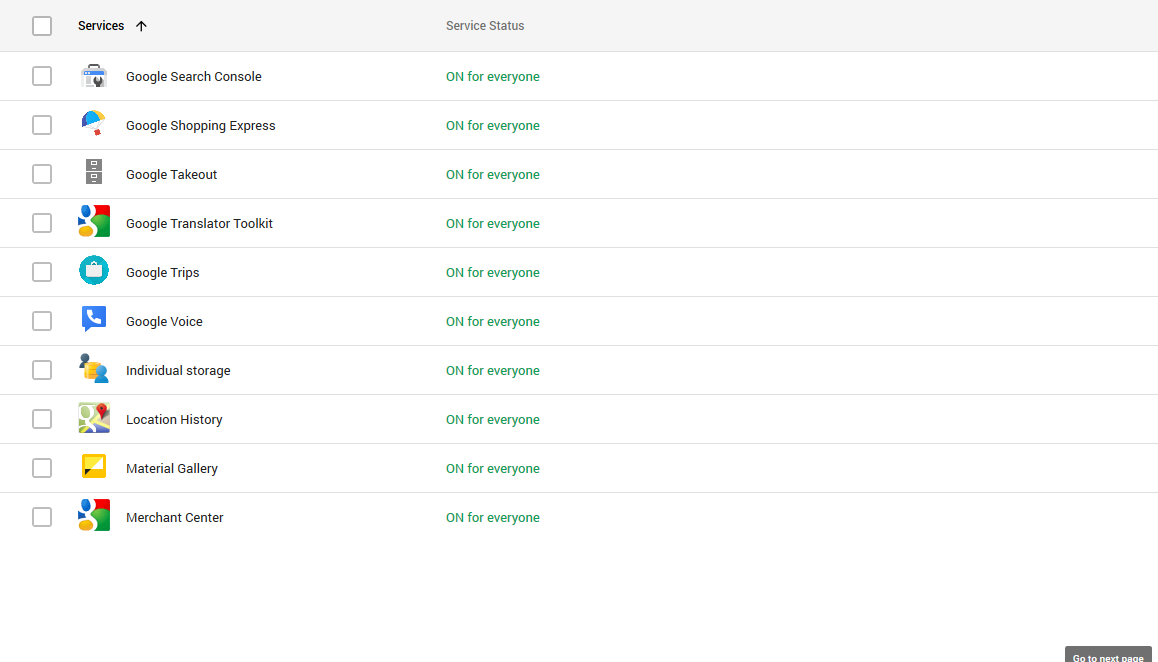 Services Service Status
Google Search Console ON for everyone
Google Shopping Express ON for everyone
Google Takeout ON for everyone
Google Translator Toolkit ON for everyone
Google Trips ON for everyone
Google Voice ON for everyone
Individual storage ON for everyone
Location History ON for everyone
Material Gallery ON for everyone
Merchant Center ON for everyone
Go to next page